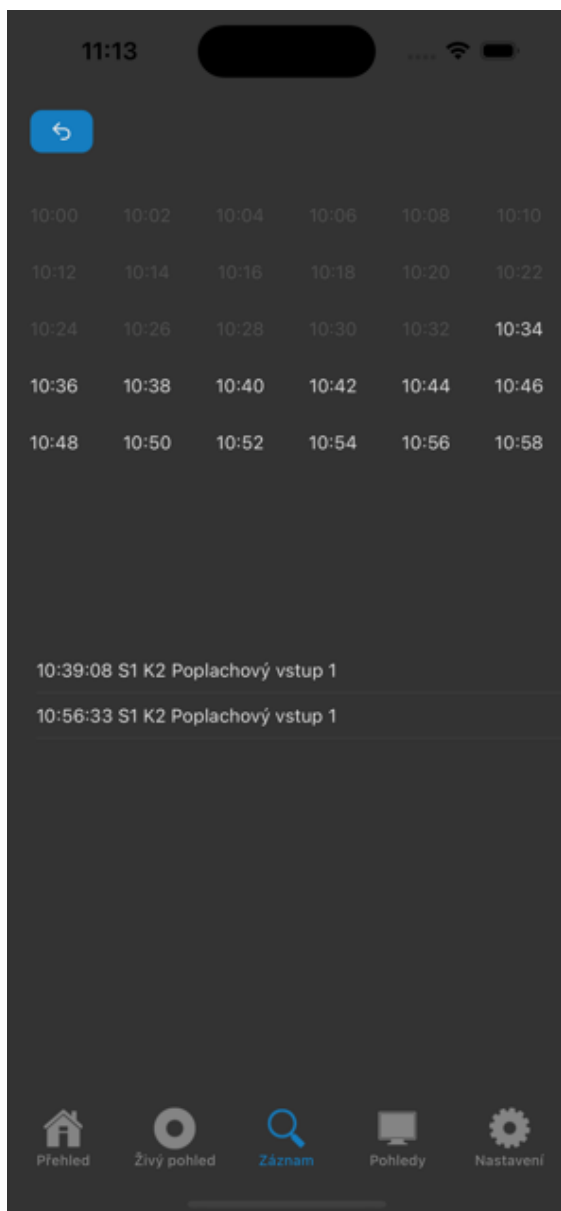 11:13
10:00 10:02 10:04 10:06 10:08 10:10
10:12 10:14 10:16 10:18 10:20 10:22
10:24 10:26 10:28 10:30 10:32 10:34
10:36 10:38 10:40 10:42 10:44 10:46
10:48 10:50 10:52 10:54 10:56 10:58
10:39:08 S1 K2 Poplachový vstup 1
10:56:33 S1 K2 Poplachový vstup 1
Přehled Živý pohled Záznam Pohledy Nastavení